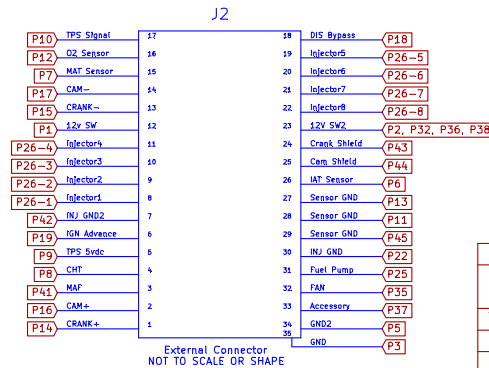 J2
P10 TPS Signal 17 18 DIS Bypass P18
P12 O2 Sensor 16 19 Injector5 P26-5
P7 MAT Sensor 15 20 Injector6 P26-6
P17 CAM- 14 21 Injector7 P26-7
P15 CRANK- 13 22 Injector8 P26-8
P1 12v SW 12 23 12V SW2 P2, P32, P36, P38
P26-4 Injector4 11 24 Crank Shield P43
P26-3 Injector3 10 25 Cam Shield P44
P26-2 Injector2 9 26 IAT Sensor P6
P26-1 Injector1 8 27 Sensor GND P13
P42 INJ GND2 7 28 Sensor GND P11
P19 IGN Advance 6 29 Sensor GND P45
P9 TPS 5vdc 5 30 INJ GND P22
P8 CHT 4 31 Fuel Pump P25
P41 MAF 3 32 FAN P35
P16 CAM+ 2 33 Accessory P37
P14 CRANK+ 1 34 GND2 P5
35 GND P3
External Connector
NOT TO SCALE OR SHAPE